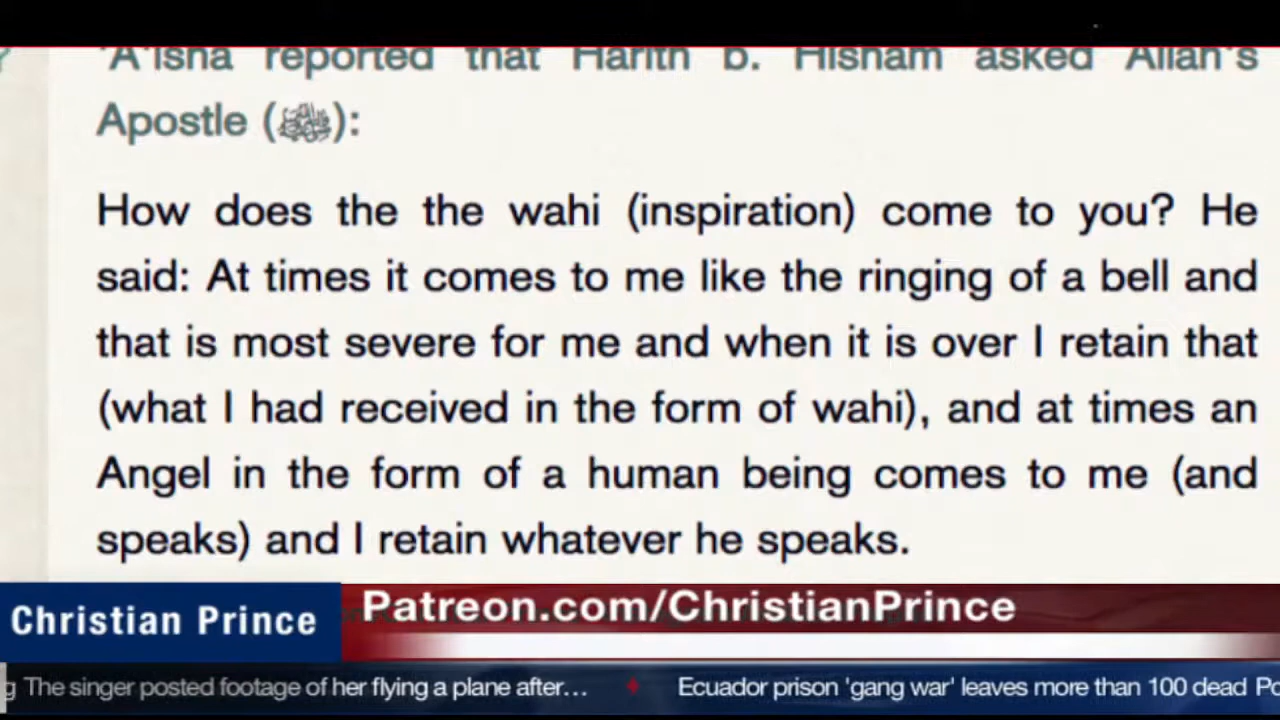 'A'isha reported that Harith b. Hisham asked Allah's
Apostle (ﷺ):
How does the the wahi (inspiration) come to you? He
said: At times it comes to me like the ringing of a bell and
that is most severe for me and when it is over I retain that
(what I had received in the form of wahi), and at times an
Angel in the form of a human being comes to me (and
speaks) and I retain whatever he speaks.
Christian Prince
Patreon.com/ChristianPrince
g The singer posted footage of her flying a plane after… ♦ Ecuador prison 'gang war' leaves more than 100 dead Po